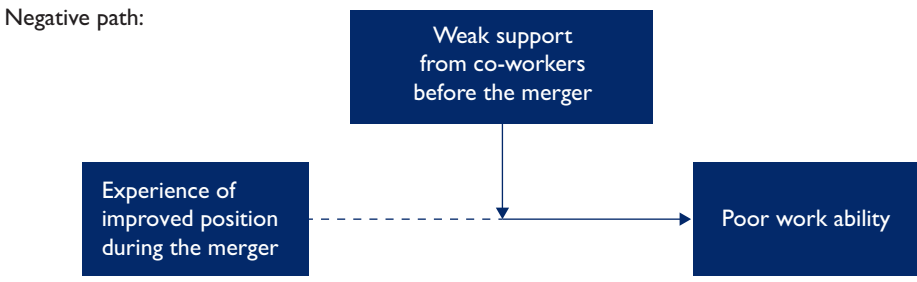 Negative path:
Weak support
from co-workers
before the merger
Experience of
improved position
during the merger
Poor work ability